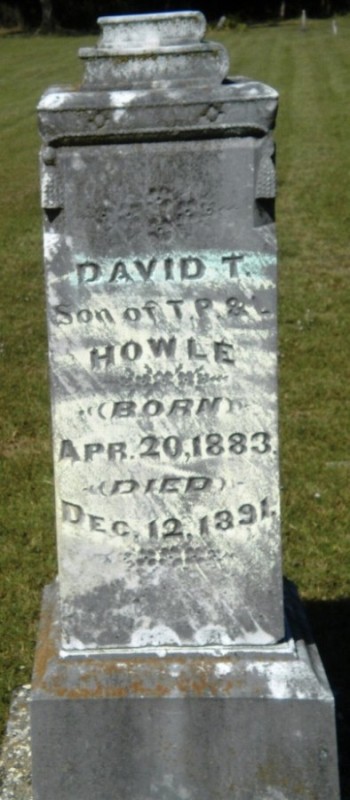 DAVID T.
Son of T.P. &
HOWLE
BORN
APR. 20, 1883.
DIED
DEC. 12, 1891.